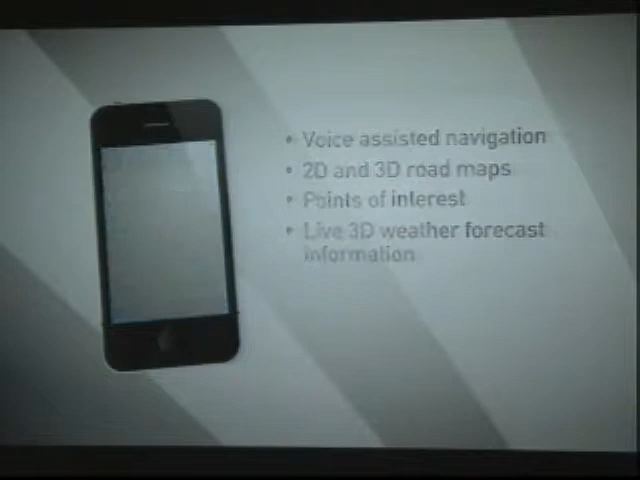 • Voice assisted navigation
• 2D and 3D road maps
• Points of interest
• Live 3D weather forecast
information